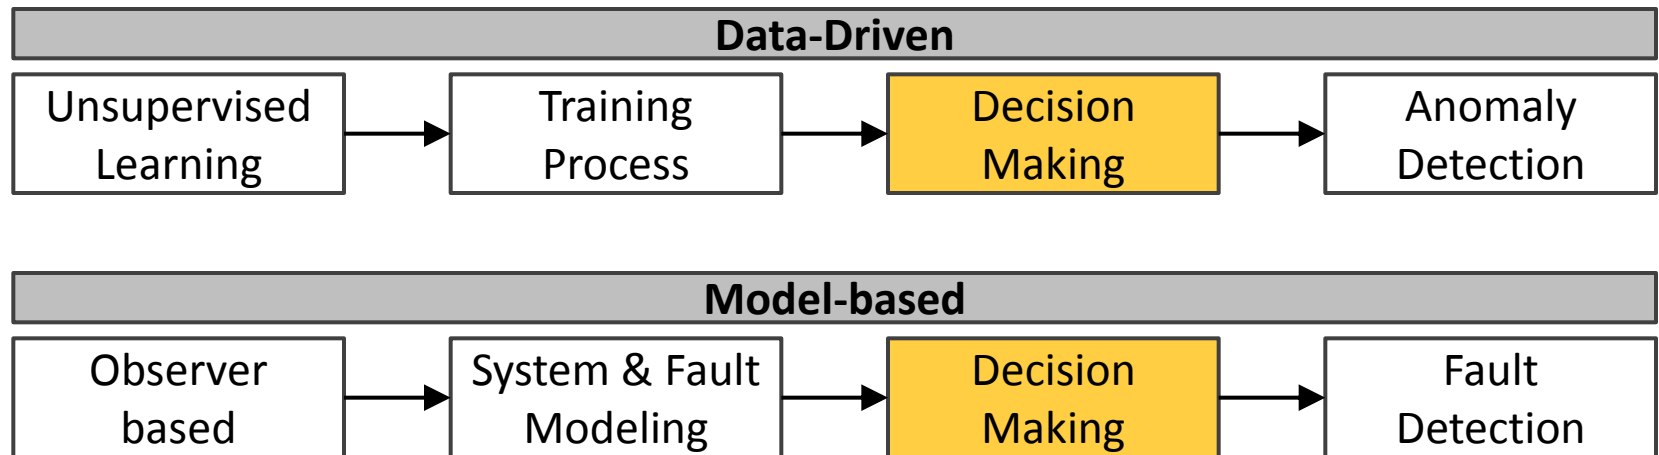 Data-Driven
Unsupervised
Learning
Training
Process
Decision
Making
Anomaly
Detection
Model-based
Observer
based
System & Fault
Modeling
Decision
Making
Fault
Detection